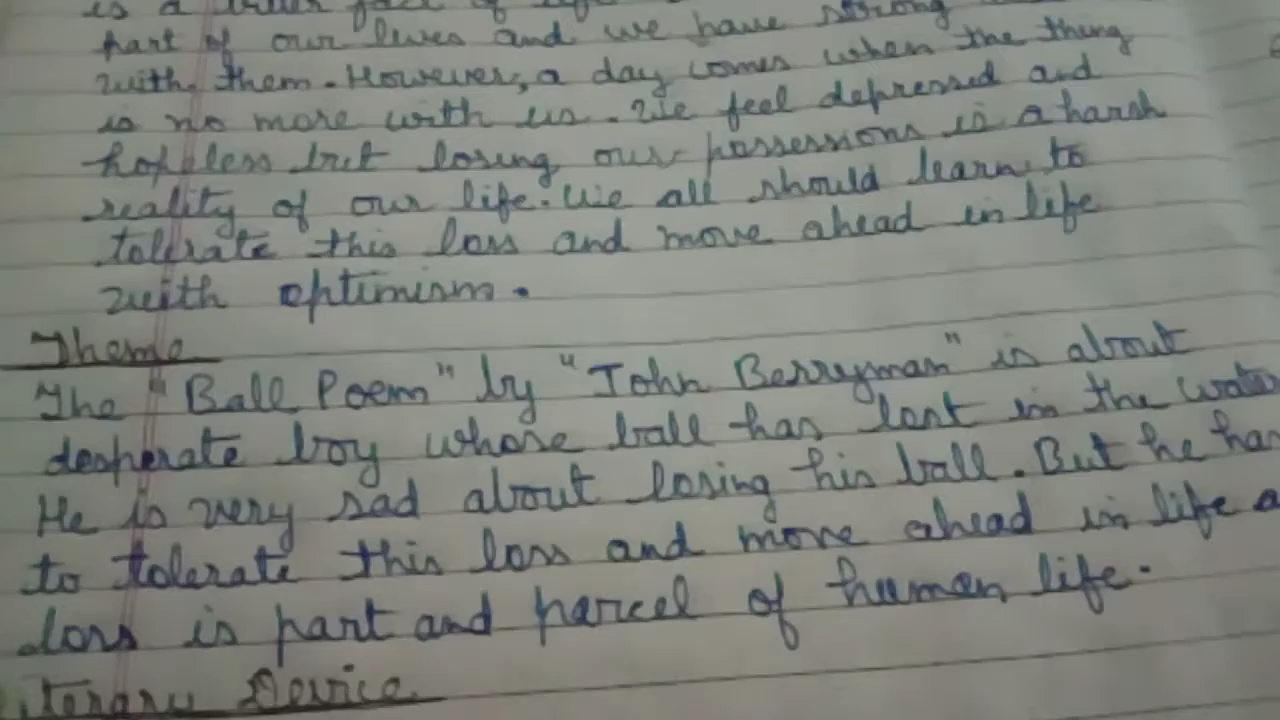 is a
part of our lives and we have strong
with them. However, a day comes when the thing
is no more with us. We feel depressed and
hopeless but losing our possessions is a harsh
reality of our life. We all should learn to
tolerate this loss and move ahead in life
with optimism.
Theme
The "Ball Poem" by "John Berryman" is about
desperate boy whose ball has lost in the water
He is very sad about losing his ball. But he has
to tolerate this loss and move ahead in life a
loss is part and parcel of human life.
iterary Device